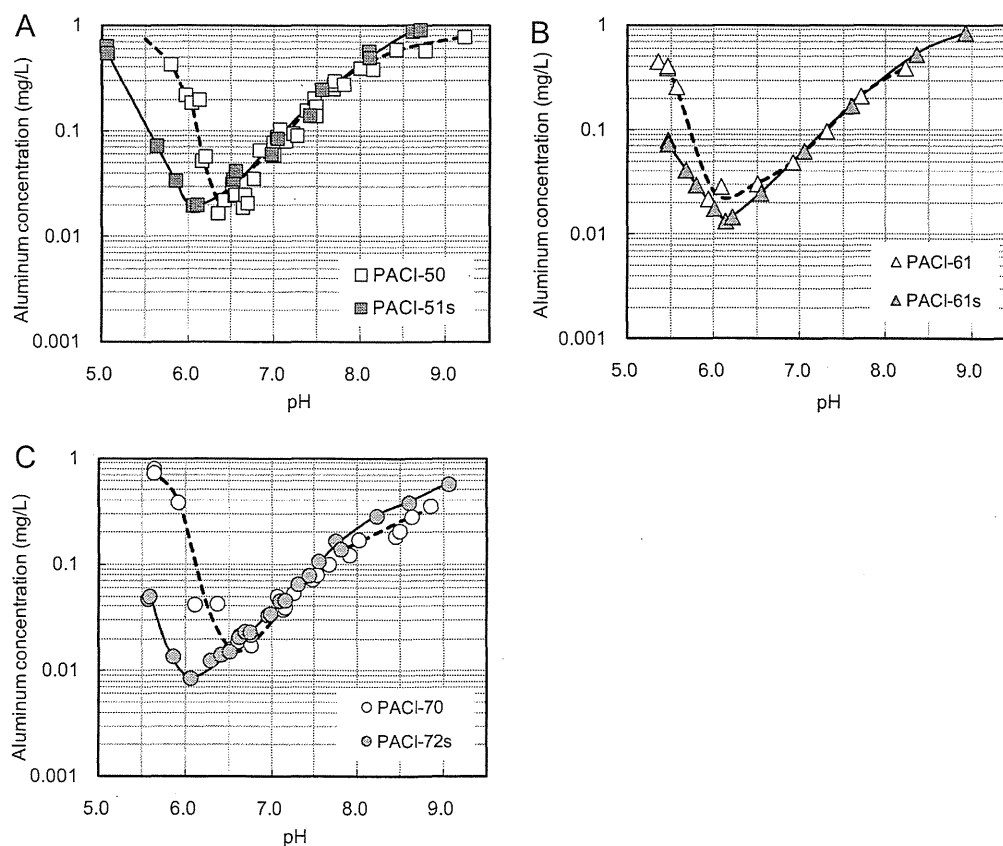 A
Aluminum concentration (mg/L)
1
0.1
0.01
0.001
PACl-50
PACl-51s
5.0 6.0 7.0 8.0 9.0
pH
B
Aluminum concentration (mg/L)
1
0.1
0.01
0.001
PACl-61
PACl-61s
5.0 6.0 7.0 8.0 9.0
pH
C
Aluminum concentration (mg/L)
1
0.1
0.01
0.001
PACl-70
PACl-72s
5.0 6.0 7.0 8.0 9.0
pH